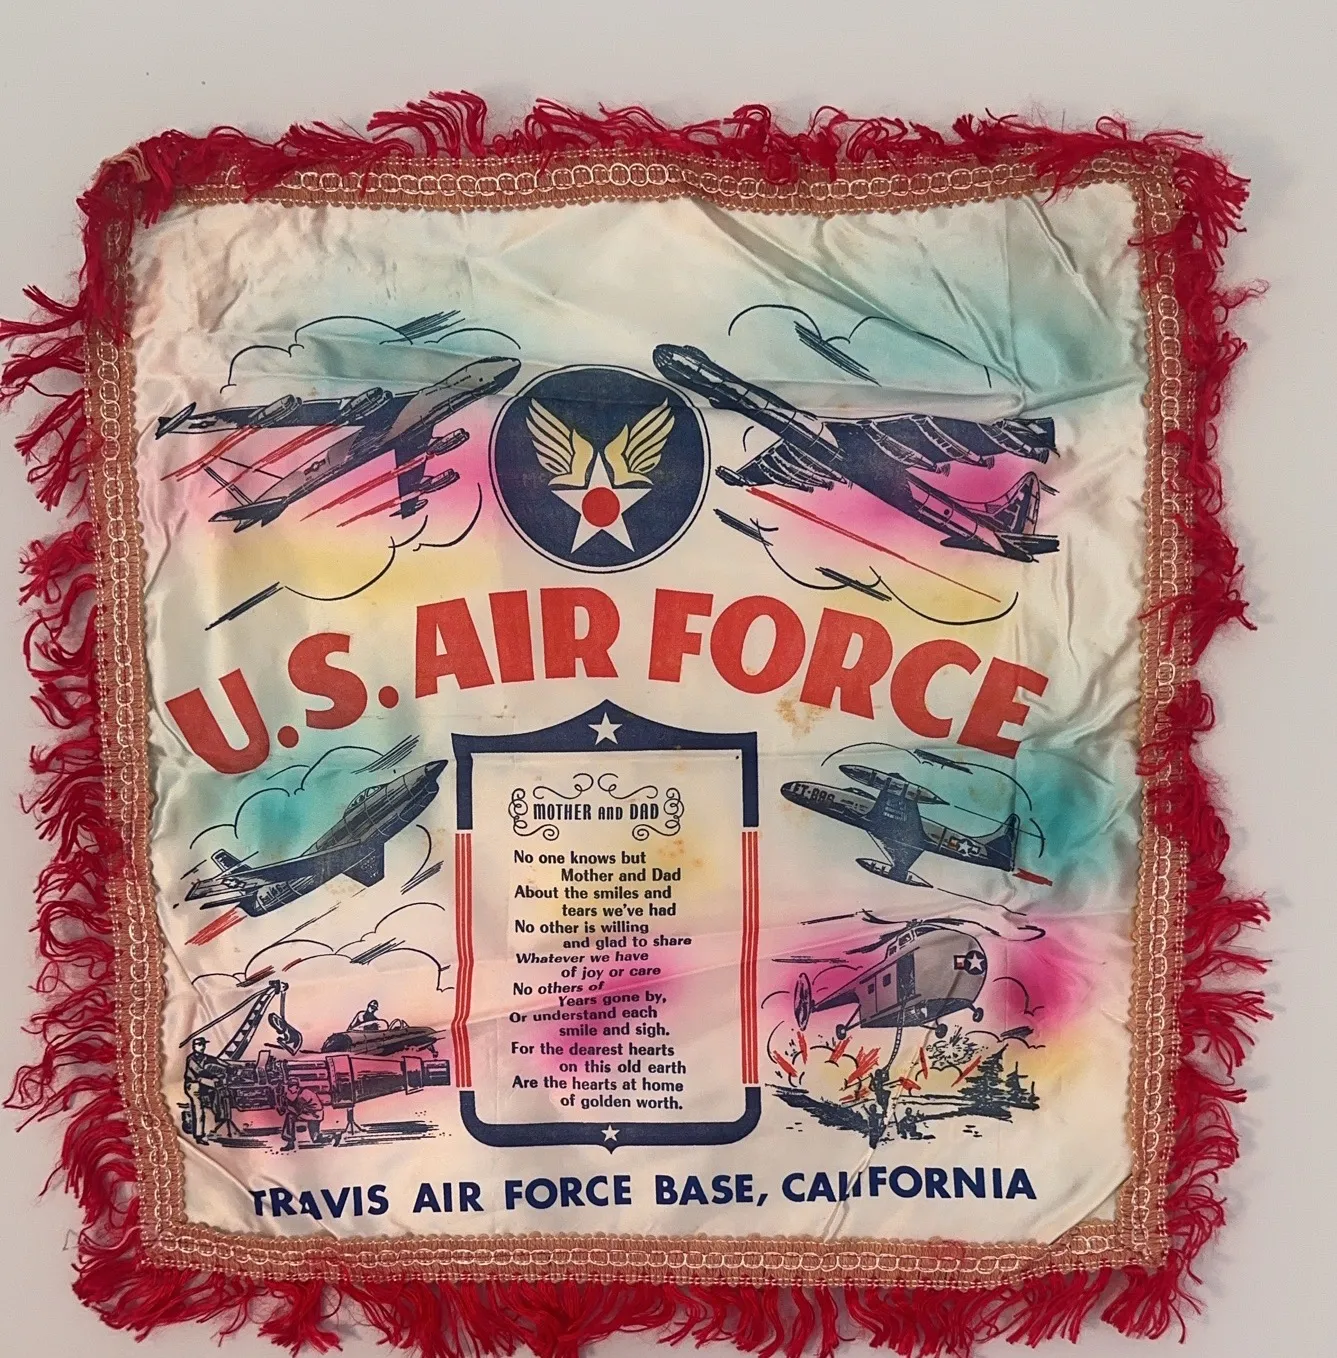 U.S. AIR FORCE
FT-898
MOTHER AND DAD
No one knows but
Mother and Dad
About the smiles and
tears we've had
No other is willing
and glad to share
Whatever we have
of joy or care
No others of
Years gone by,
Or understand each
smile and sigh.
For the dearest hearts
on this old earth
Are the hearts at home
of golden worth.
TRAVIS AIR FORCE BASE, CALIFORNIA